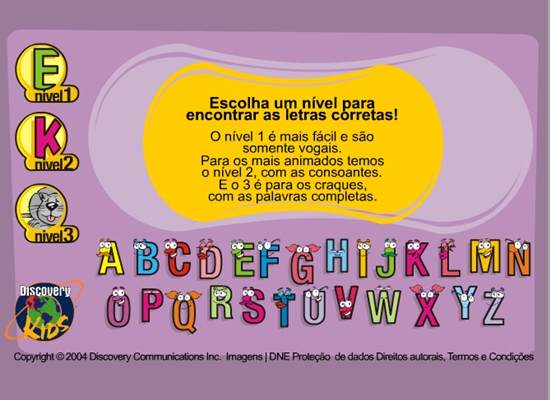 E
nível1
K
nível2
nível3
Escolha um nível para
encontrar as letras corretas!
O nível 1 é mais fácil e são
somente vogais.
Para os mais animados temos
o nível 2, com as consoantes.
E o 3 é para os craques,
com as palavras completas.
A B C D E F G H I J K L M N
O P Q R S T U V W X Y Z
Discovery
KIDS
Copyright © 2004 Discovery Communications Inc. Imagens | DNE Proteção de dados Direitos autorais, Termos e Condições